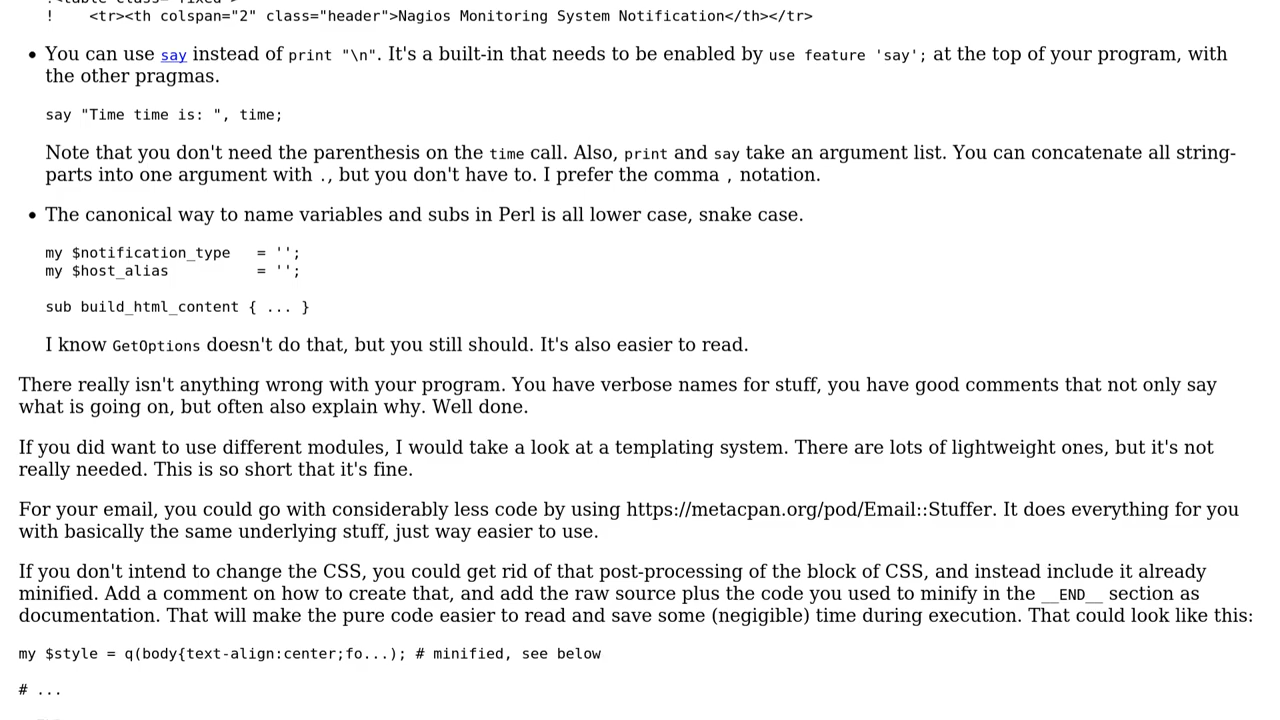 !    <tr><th colspan="2" class="header">Nagios Monitoring System Notification</th></tr>
• You can use say instead of print "\n". It's a built-in that needs to be enabled by use feature 'say'; at the top of your program, with
the other pragmas.
say "Time time is: ", time;
Note that you don't need the parenthesis on the time call. Also, print and say take an argument list. You can concatenate all string-
parts into one argument with ., but you don't have to. I prefer the comma , notation.
• The canonical way to name variables and subs in Perl is all lower case, snake case.
my $notification_type   = '';
my $host_alias          = '';
sub build_html_content { ... }
I know GetOptions doesn't do that, but you still should. It's also easier to read.
There really isn't anything wrong with your program. You have verbose names for stuff, you have good comments that not only say
what is going on, but often also explain why. Well done.
If you did want to use different modules, I would take a look at a templating system. There are lots of lightweight ones, but it's not
really needed. This is so short that it's fine.
For your email, you could go with considerably less code by using https://metacpan.org/pod/Email::Stuffer. It does everything for you
with basically the same underlying stuff, just way easier to use.
If you don't intend to change the CSS, you could get rid of that post-processing of the block of CSS, and instead include it already
minified. Add a comment on how to create that, and add the raw source plus the code you used to minify in the __END__ section as
documentation. That will make the pure code easier to read and save some (negigible) time during execution. That could look like this:
my $style = q(body{text-align:center;fo...); # minified, see below
# ...